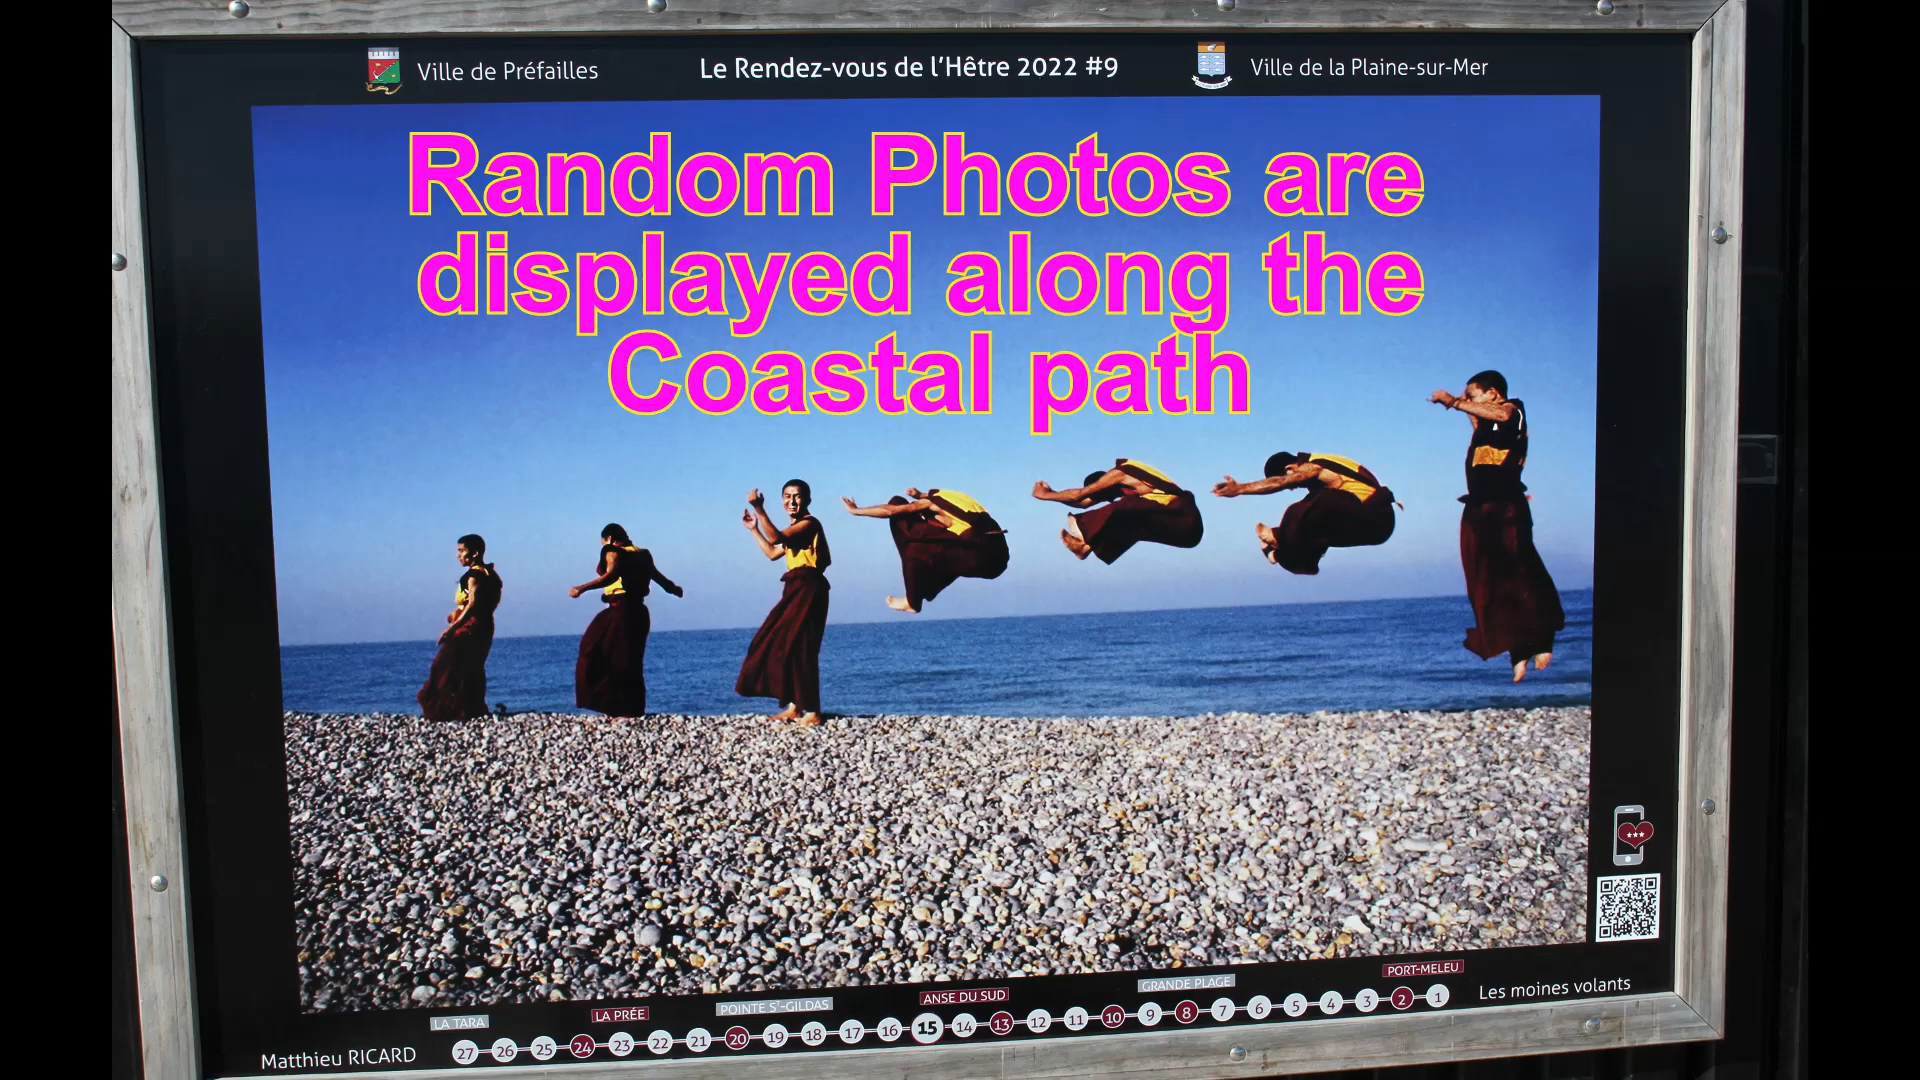 Ville de Préfailles
Le Rendez-vous de l'Hêtre 2022 #9
Ville de la Plaine-sur-Mer
Random Photos are
displayed along the
Coastal path
LA TARA
LA PRÉE
POINTE ST-GILDAS
ANSE DU SUD
GRANDE PLAGE
PORT-MELEU
27 26 25 24 23 22 21 20 19 18 17 16 15 14 13 12 11 10 9 8 7 6 5 4 3 2 1
Les moines volants
Matthieu RICARD